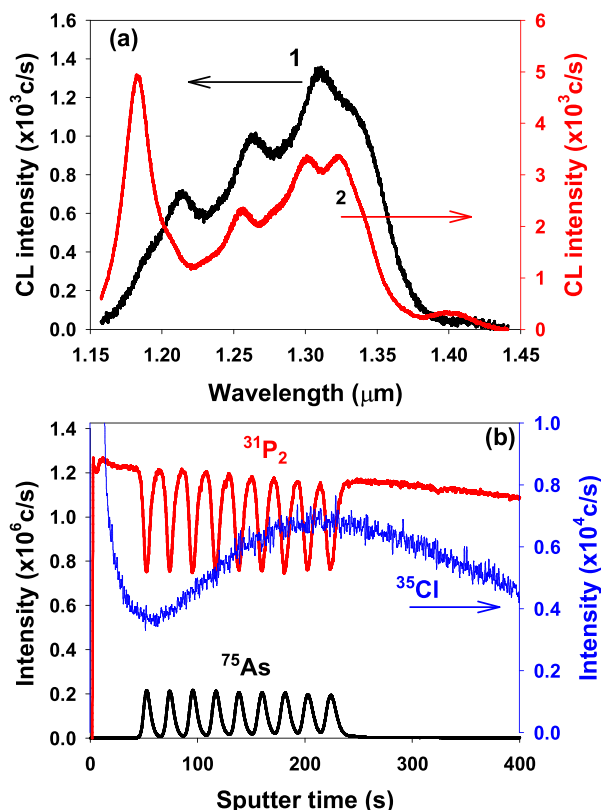 (a)
1
2
CL intensity (x10³c/s)
1.6
1.4
1.2
1.0
0.8
0.6
0.4
0.2
0.0
6
5
4
3
2
1
0
CL intensity (x10³c/s)
1.15 1.20 1.25 1.30 1.35 1.40 1.45
Wavelength (μm)
(b)
³¹P₂
³⁵Cl
⁷⁵As
Intensity (x10⁶c/s)
1.4
1.2
1.0
0.8
0.6
0.4
0.2
0.0
1.0
0.8
0.6
0.4
0.2
0.0
Intensity (x10⁴c/s)
0 100 200 300 400
Sputter time (s)